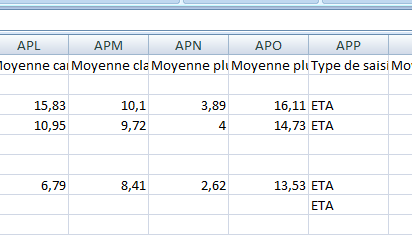 APL APM APN APO APP
Moyenne car Moyenne cla Moyenne plu Moyenne plu Type de saisi Mo
15,83 10,1 3,89 16,11 ETA
10,95 9,72 4 14,73 ETA
6,79 8,41 2,62 13,53 ETA
ETA